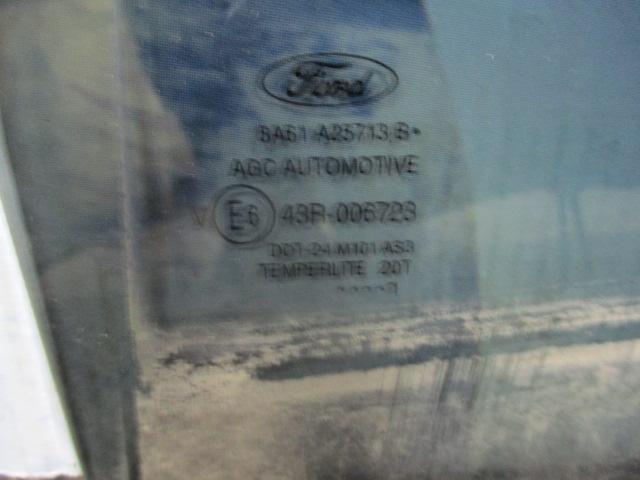 Ford
8A61 A25713 B
AGC AUTOMOTIVE
E6 43R-006723
DOT-24 M101 AS3
TEMPERLITE 20T